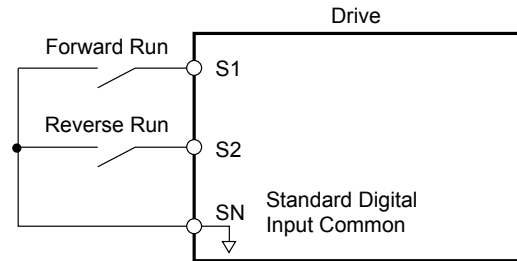 Drive
Forward Run
S1
Reverse Run
S2
SN
Standard Digital
Input Common